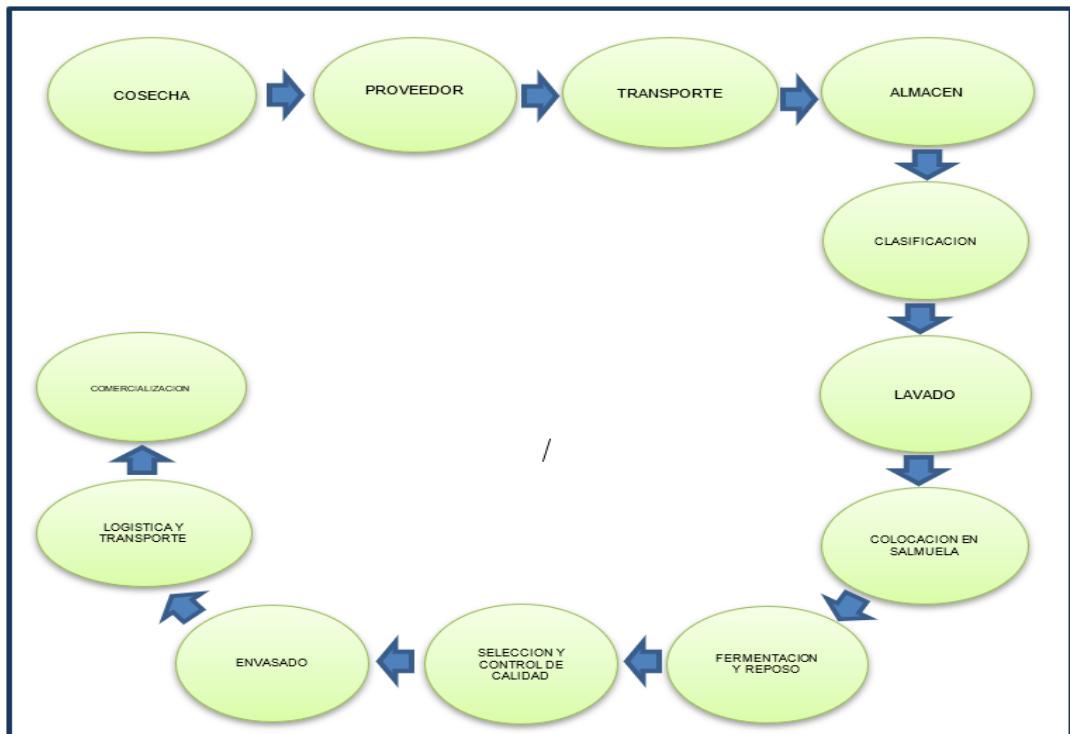 COSECHA
PROVEEDOR
TRANSPORTE
ALMACEN
CLASIFICACION
LAVADO
COLOCACION EN
SALMUELA
FERMENTACION
Y REPOSO
SELECCION Y
CONTROL DE
CALIDAD
ENVASADO
LOGISTICA Y
TRANSPORTE
COMERCIALIZACION
/